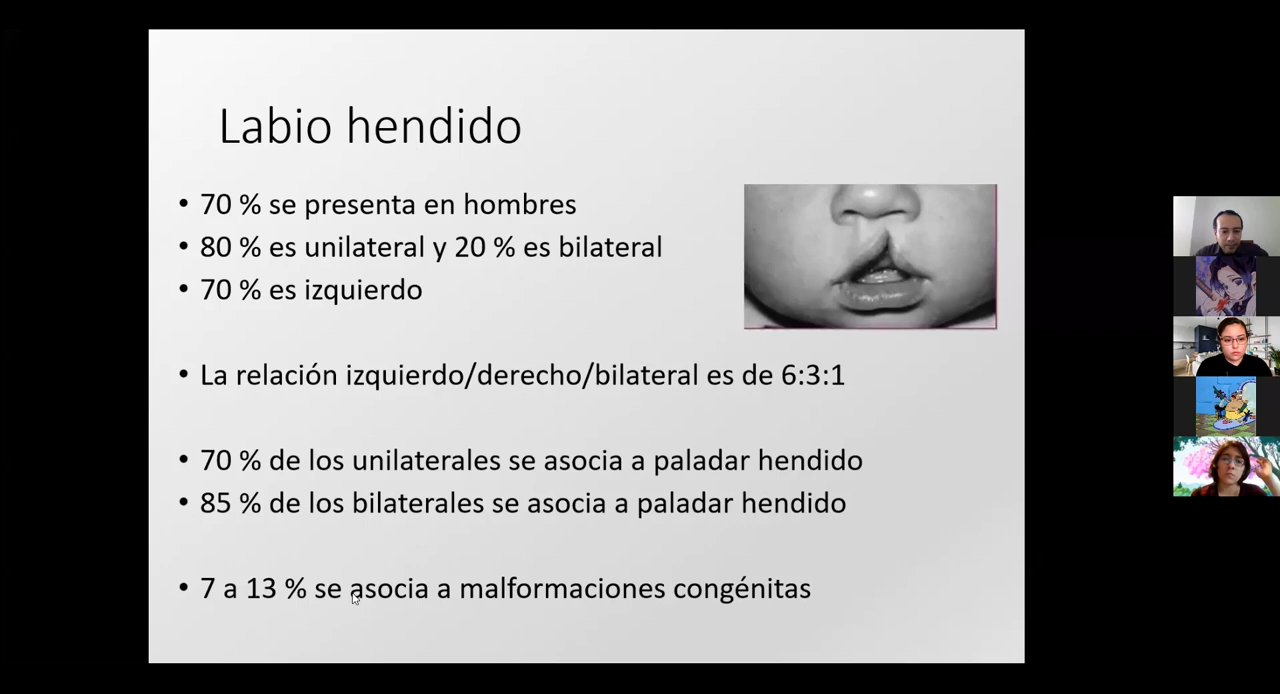 Labio hendido
• 70 % se presenta en hombres
• 80 % es unilateral y 20 % es bilateral
• 70 % es izquierdo
• La relación izquierdo/derecho/bilateral es de 6:3:1
• 70 % de los unilaterales se asocia a paladar hendido
• 85 % de los bilaterales se asocia a paladar hendido
• 7 a 13 % se asocia a malformaciones congénitas